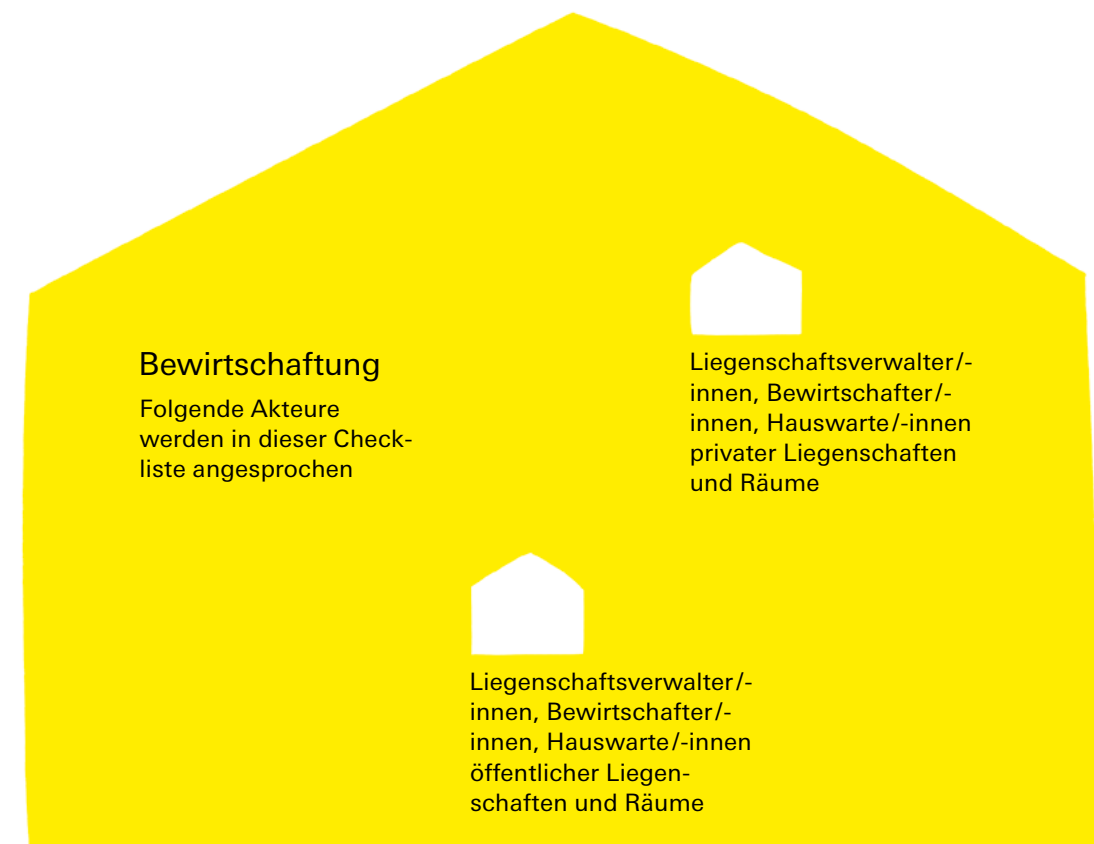 Bewirtschaftung
Folgende Akteure
werden in dieser Check-
liste angesprochen
Liegenschaftsverwalter/-
innen, Bewirtschafter/-
innen, Hauswarte/-innen
privater Liegenschaften
und Räume
Liegenschaftsverwalter/-
innen, Bewirtschafter/-
innen, Hauswarte/-innen
öffentlicher Liegen-
schaften und Räume